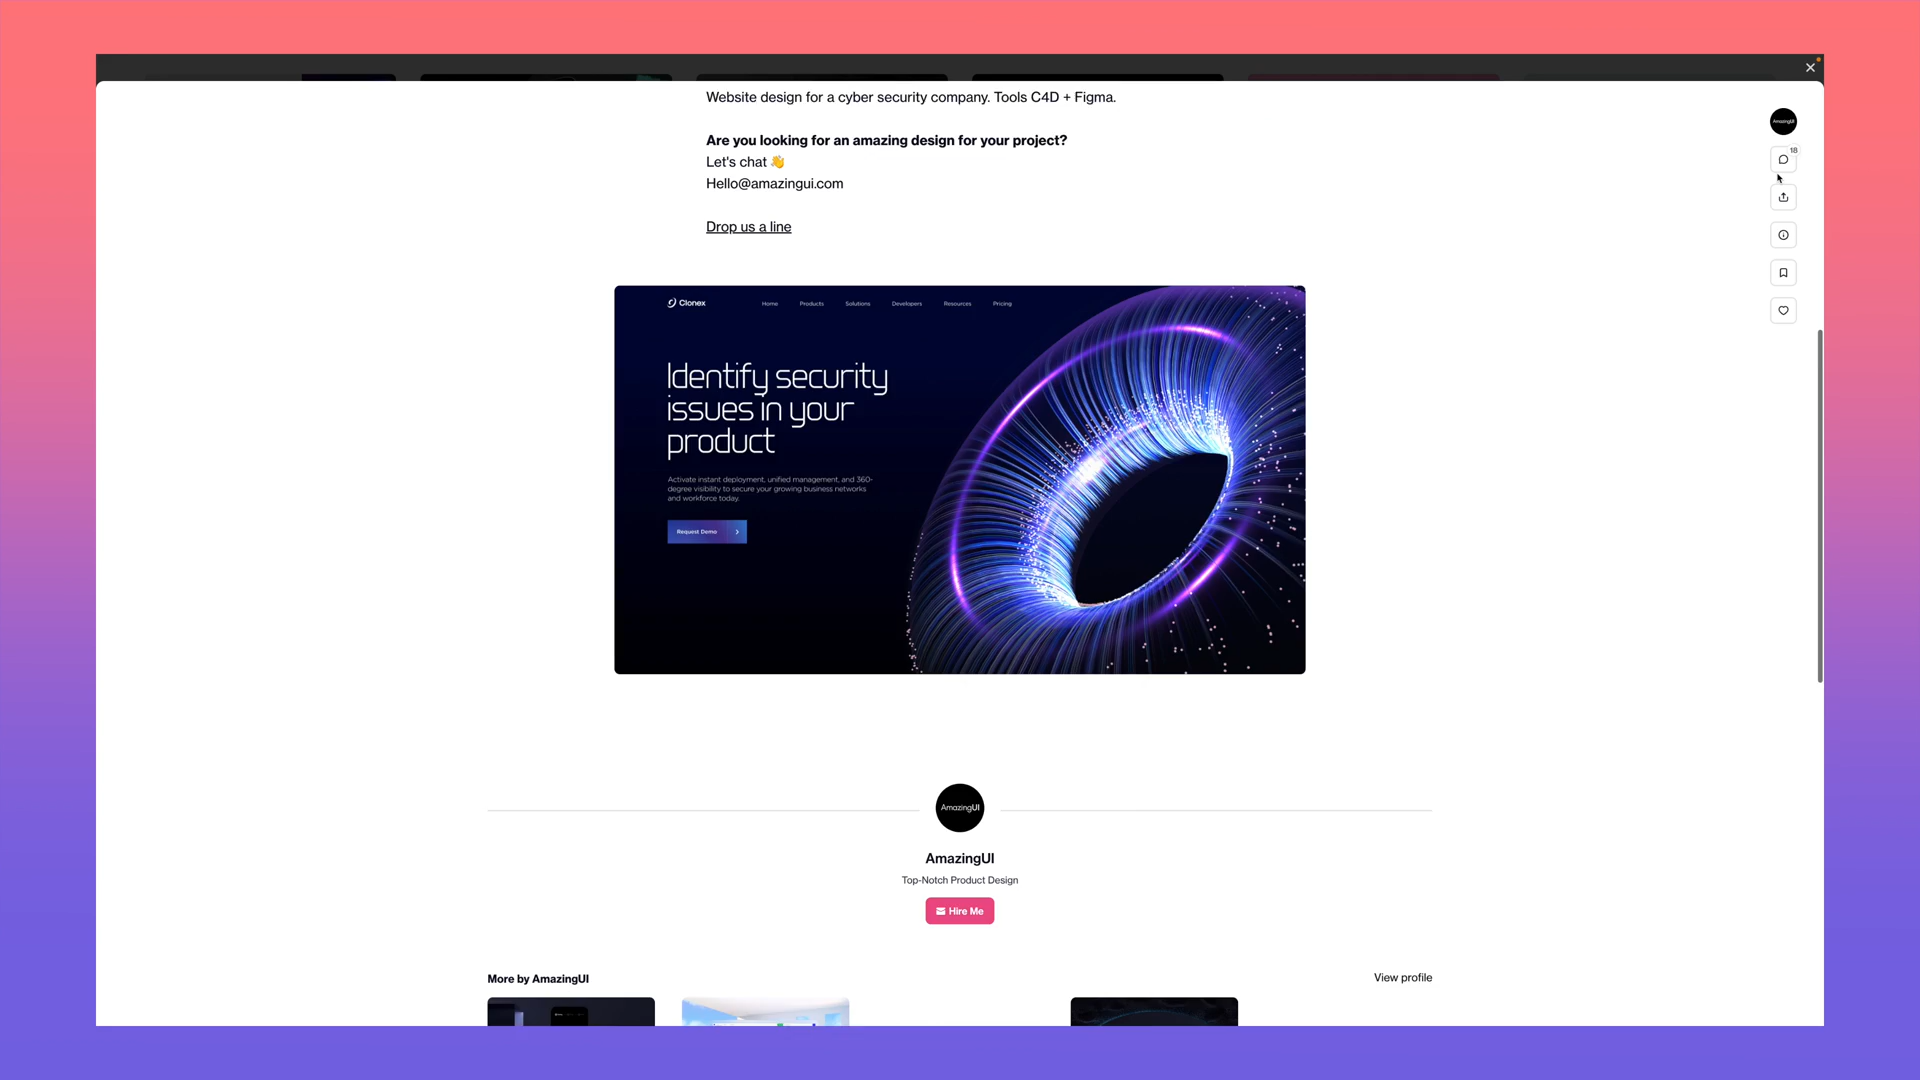 Website design for a cyber security company. Tools C4D + Figma.
AmazingUI
Are you looking for an amazing design for your project?
18
Let's chat 👋
Hello@amazingui.com
Drop us a line
Clonex
Home Products Solutions Developers Resources Pricing
Identify security
issues in your
product
Activate instant deployment, unified management, and 360-
degree visibility to secure your growing business networks
and workforce today.
Request Demo
AmazingUI
AmazingUI
Top-Notch Product Design
Hire Me
More by AmazingUI
View profile